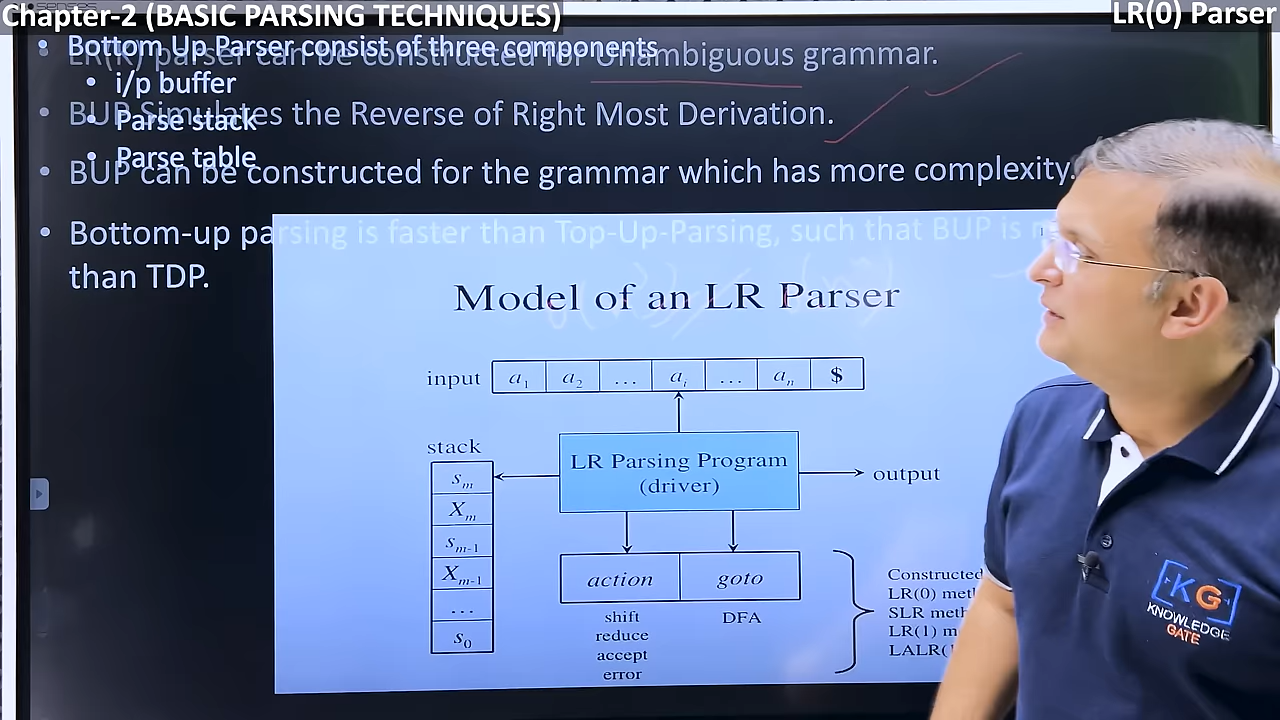 Chapter-2 (BASIC PARSING TECHNIQUES)
LR(0) Parser
• Bottom Up Parser consist of three components
• LR(k) parser can be constructed for Unambiguous grammar.
• i/p buffer
• BUP Simulates the Reverse of Right Most Derivation.
• Parse stack
• Parse table
• BUP can be constructed for the grammar which has more complexity.
• Bottom-up parsing is faster than Top-Up-Parsing, such that BUP is
than TDP.
Model of an LR Parser
input a1 a2 ... ai ... an $
stack
LR Parsing Program
(driver)
output
sm
Xm
sm-1
Xm-1
...
s0
action goto
shift
reduce
accept
error
DFA
Constructed
LR(0)
SLR
LR(1)
LALR(
KG
KNOWLEDGE
GATE